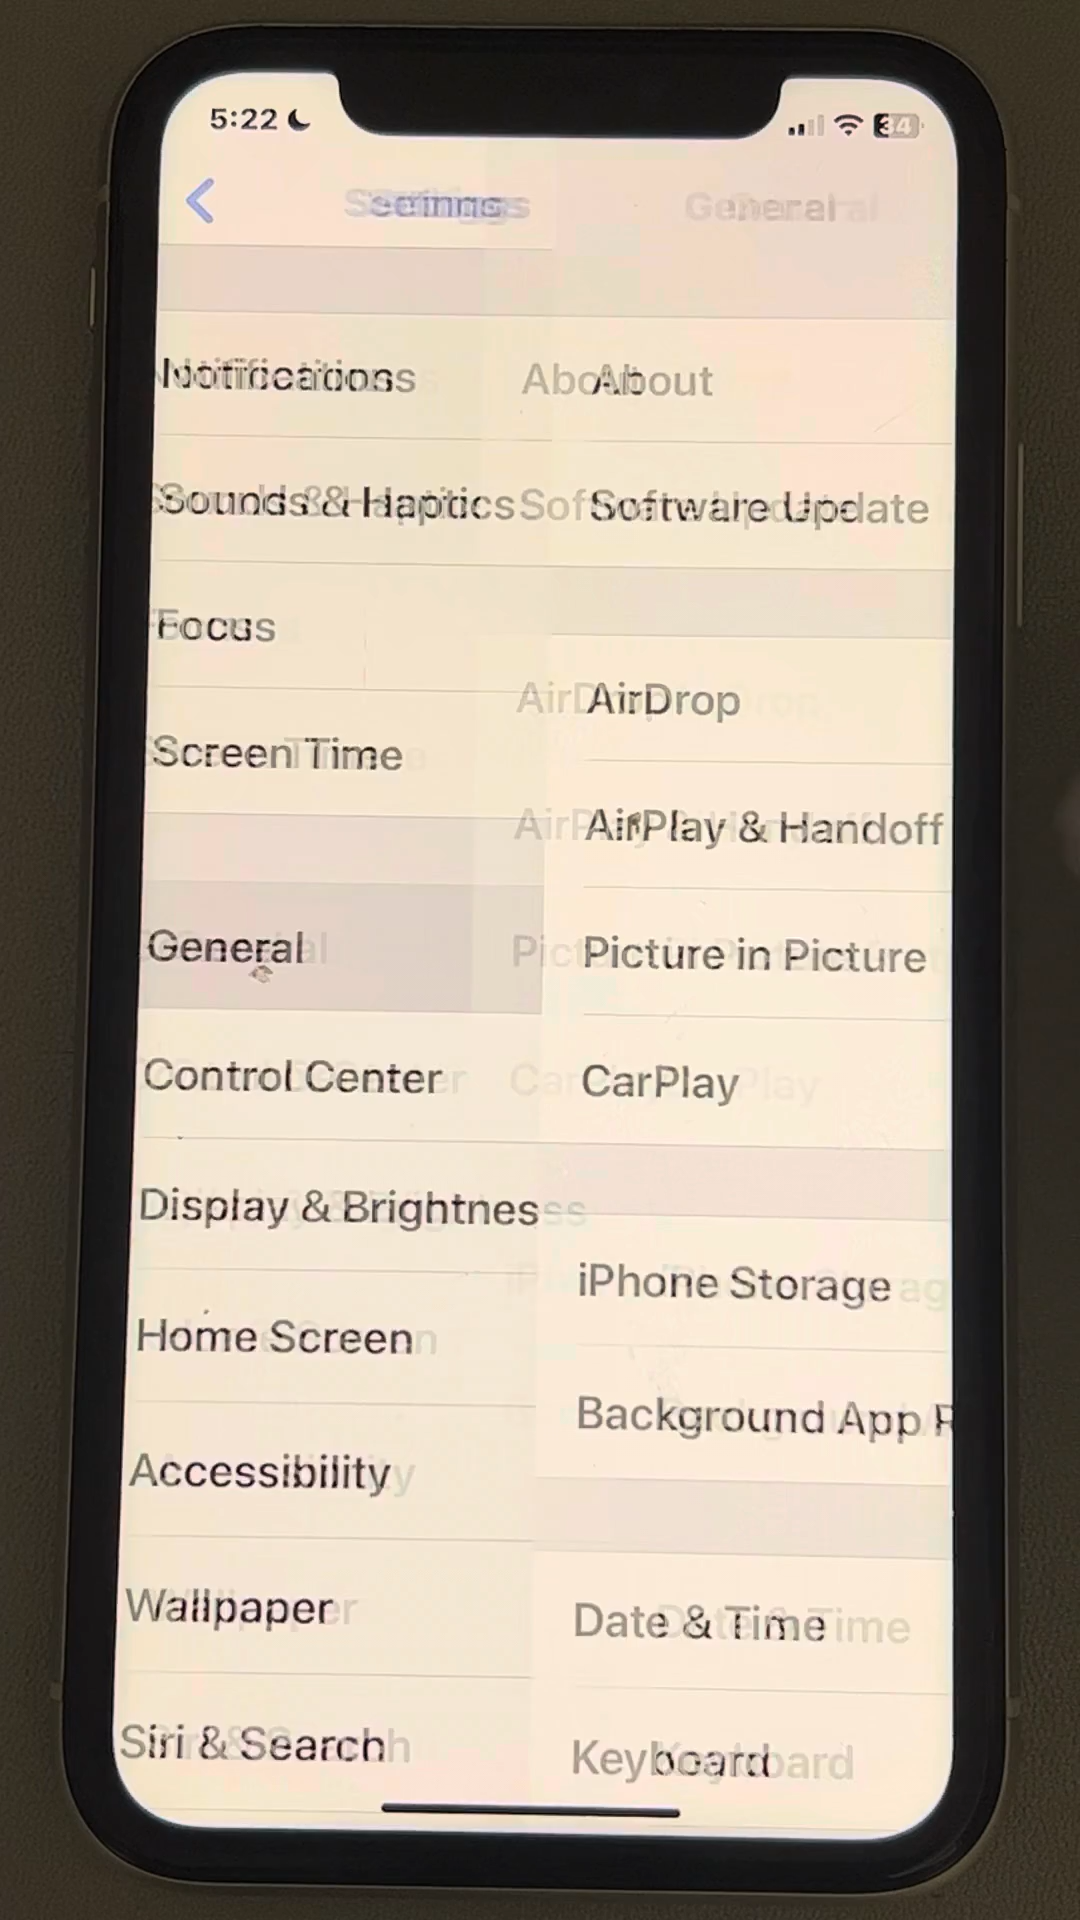 5:22
34
Settings
General
Notifications
About
Sounds & Haptics
Software Update
Focus
AirDrop
Screen Time
AirPlay & Handoff
General
Picture in Picture
Control Center
CarPlay
Display & Brightness
iPhone Storage
Home Screen
Background App R
Accessibility
Wallpaper
Date & Time
Siri & Search
Keyboard